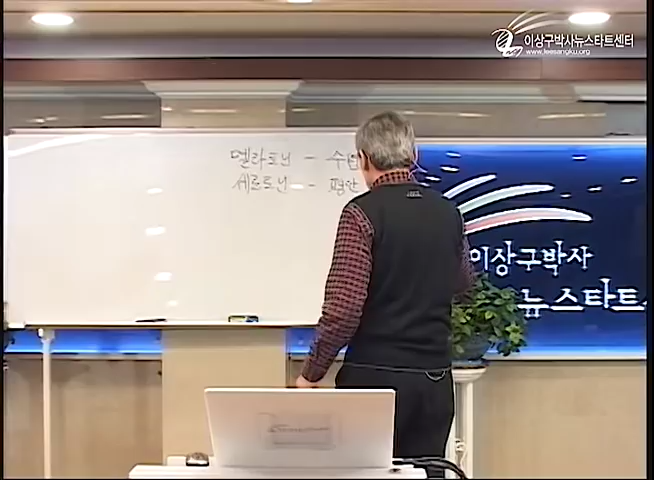 이상구박사뉴스타트센터
www.leesangku.org
멜라토닌 - 수면
세로토닌 - 평안
이상구박사
뉴스타트